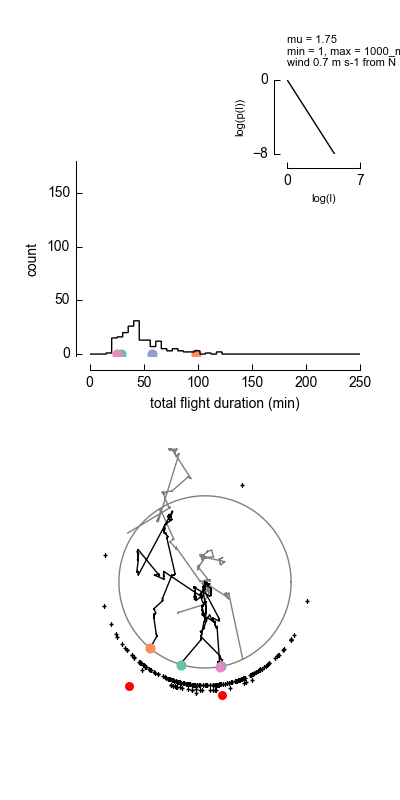 mu = 1.75
min = 1, max = 1000_m
wind 0.7 m s-1 from N
0
log(p(l))
−8
0
7
log(l)
150
count
100
50
0
0
50
100
150
200
250
total flight duration (min)